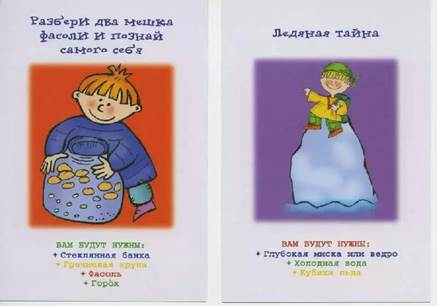 Разбери два мешка
фасоли и познай
самого себя
ВАМ БУДУТ НУЖНЫ:
+ Стеклянная банка
+ Гречневая крупа
+ Фасоль
+ Горох
Ледяная тайна
ВАМ БУДУТ НУЖНЫ:
+ Глубокая миска или ведро
+ Холодная вода
+ Кубики льда